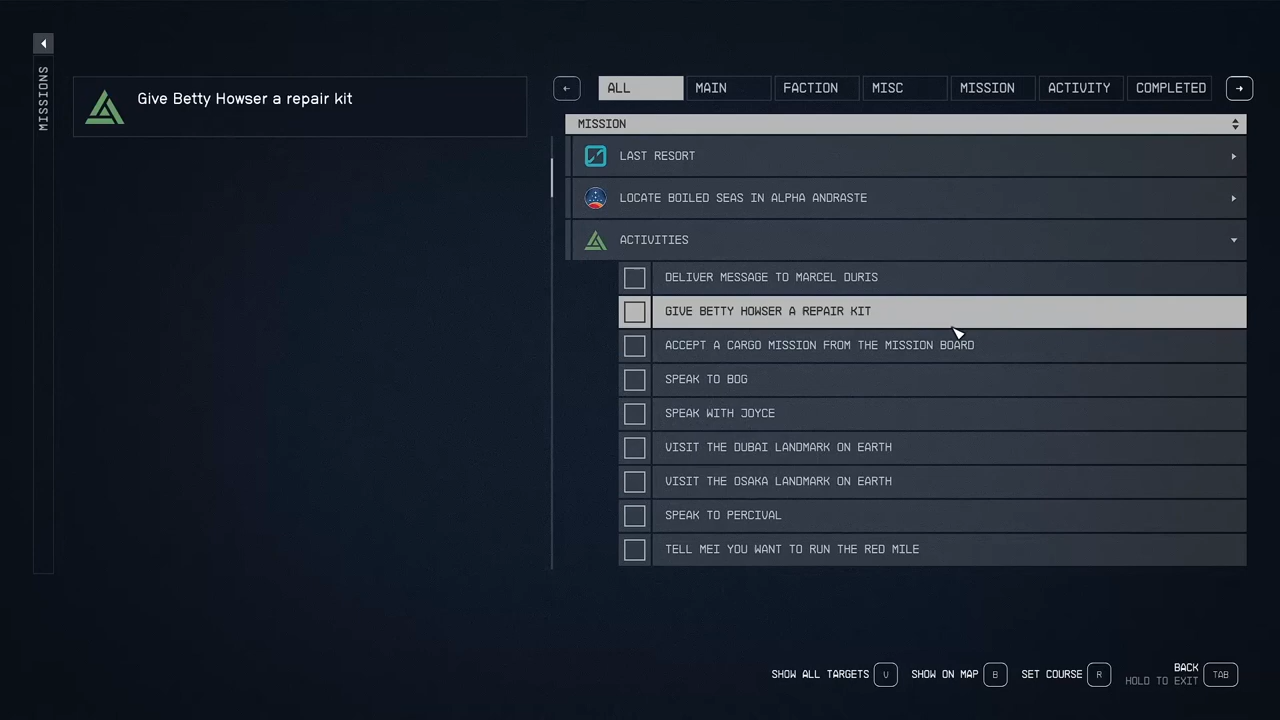 MISSIONS
Give Betty Howser a repair kit
ALL MAIN FACTION MISC MISSION ACTIVITY COMPLETED
MISSION
LAST RESORT
LOCATE BOILED SEAS IN ALPHA ANDRASTE
ACTIVITIES
DELIVER MESSAGE TO MARCEL DURIS
GIVE BETTY HOWSER A REPAIR KIT
ACCEPT A CARGO MISSION FROM THE MISSION BOARD
SPEAK TO BOG
SPEAK WITH JOYCE
VISIT THE DUBAI LANDMARK ON EARTH
VISIT THE OSAKA LANDMARK ON EARTH
SPEAK TO PERCIVAL
TELL MEI YOU WANT TO RUN THE RED MILE
SHOW ALL TARGETS V SHOW ON MAP B SET COURSE R BACK TAB
HOLD TO EXIT